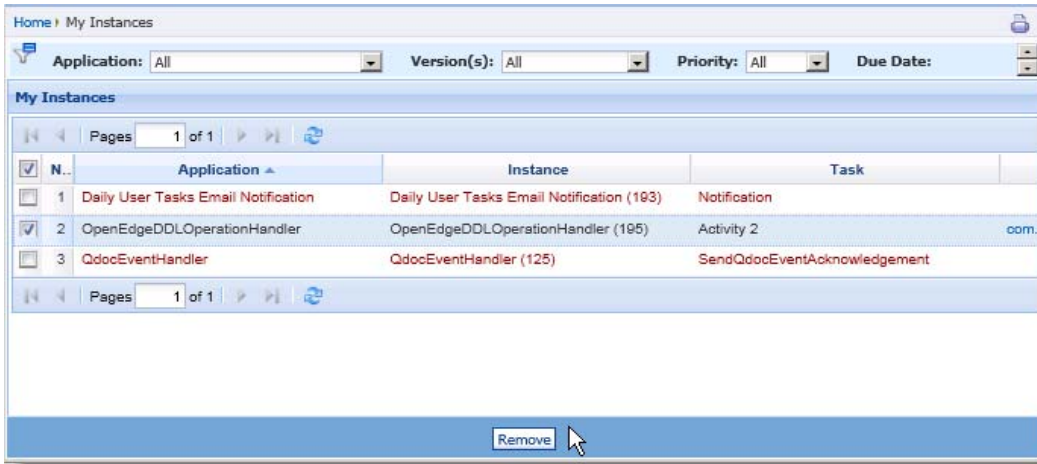 Home My Instances
Application: All Version(s): All Priority: All Due Date:
My Instances
Pages 1 of 1
N.. Application Instance Task
1 Daily User Tasks Email Notification Daily User Tasks Email Notification (193) Notification
2 OpenEdgeDDLOperationHandler OpenEdgeDDLOperationHandler (195) Activity 2 com.
3 QdocEventHandler QdocEventHandler (125) SendQdocEventAcknowledgement
Pages 1 of 1
Remove